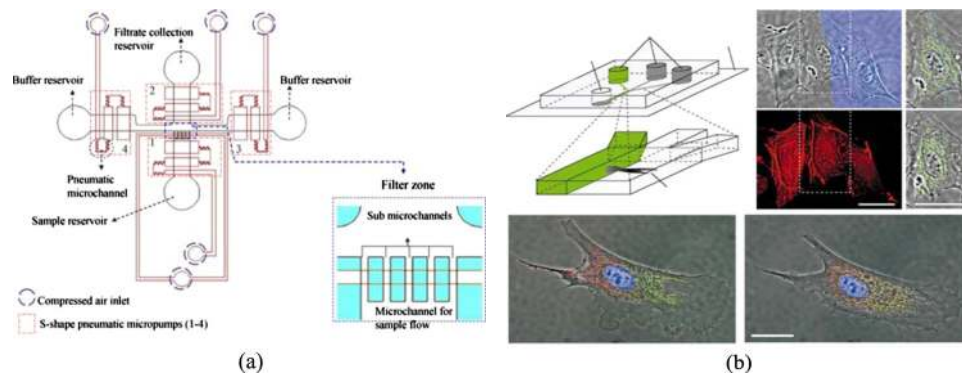 (a)
Filtrate collection
reservoir
Buffer reservoir
Buffer reservoir
2
4
3
1
Pneumatic
microchannel
Sample reservoir
Filter zone
Sub microchannels
Microchannel for
sample flow
Compressed air inlet
S-shape pneumatic micropumps (1-4)
(a)
(b)
(b)